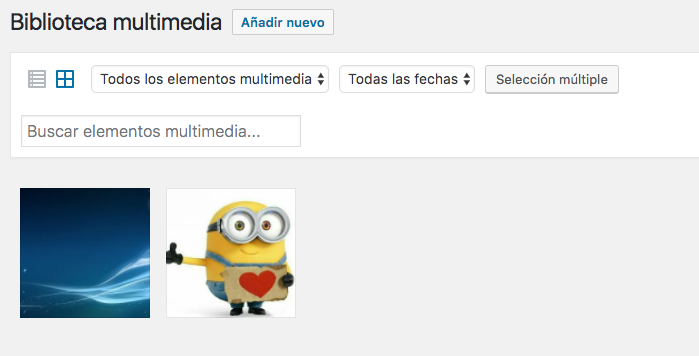 Biblioteca multimedia Añadir nuevo
Todos los elementos multimedia Todas las fechas Selección múltiple
Buscar elementos multimedia...